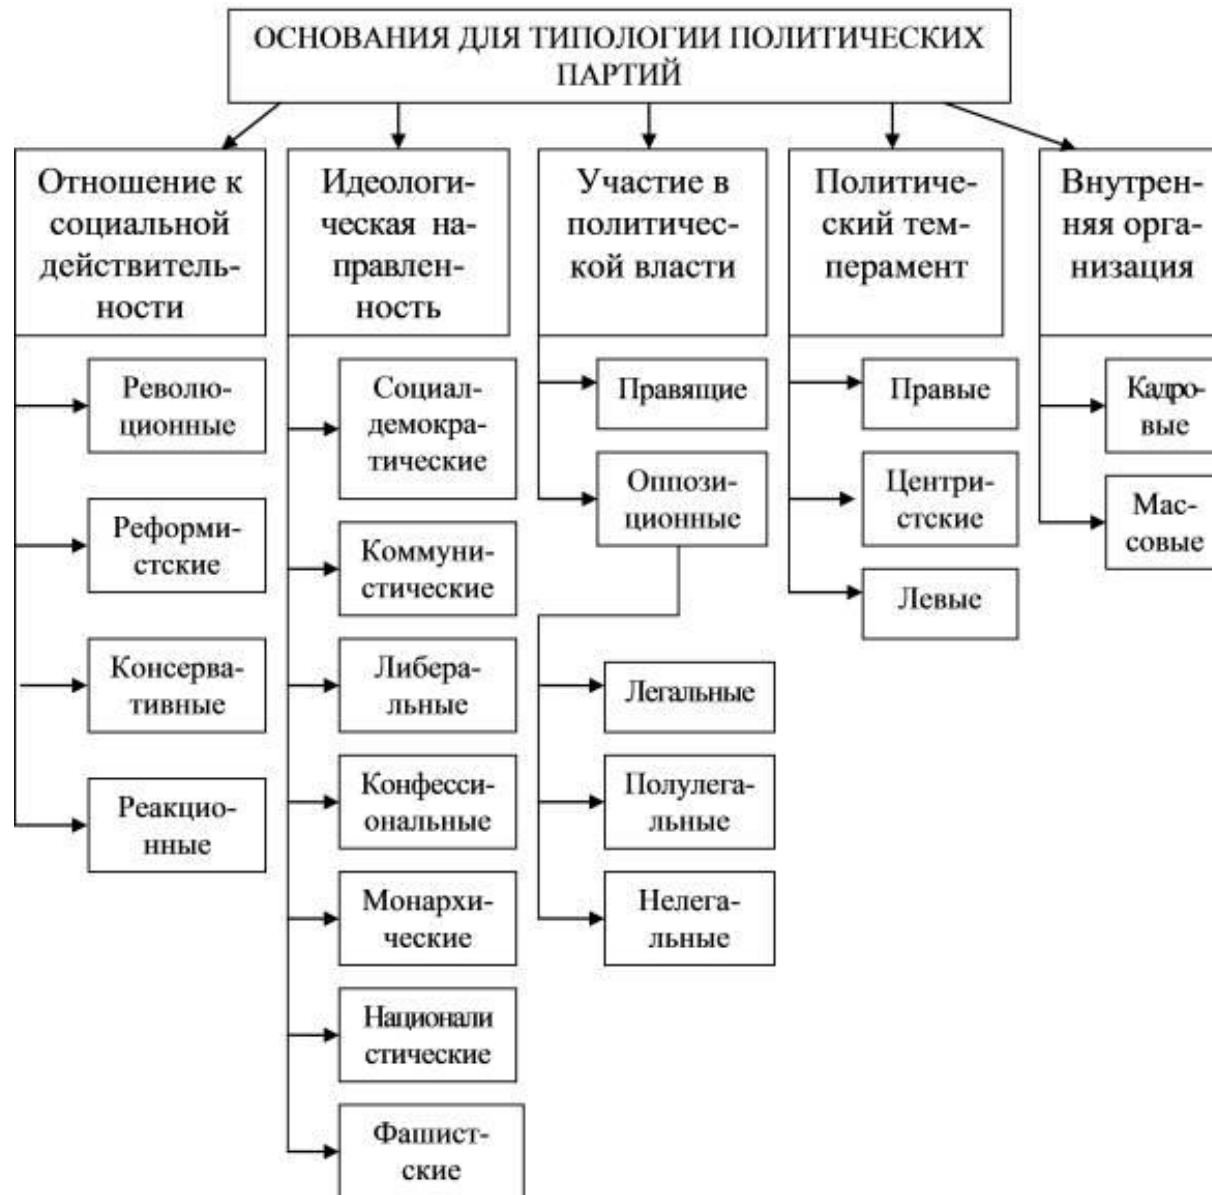 ОСНОВАНИЯ ДЛЯ ТИПОЛОГИИ ПОЛИТИЧЕСКИХ
ПАРТИЙ
Отношение к
социальной
действитель-
ности
Револю-
ционные
Реформи-
стские
Консерва-
тивные
Реакцио-
нные
Идеологи-
ческая на-
правлен-
ность
Социал-
демокра-
тические
Коммуни-
стические
Либера-
льные
Конфесси-
ональные
Монархи-
ческие
Национали
стические
Фашист-
ские
Участие в
политичес-
кой власти
Правящие
Оппози-
ционные
Легальные
Полулега-
льные
Нелега-
льные
Политиче-
ский тем-
перамент
Правые
Центри-
стские
Левые
Внутрен-
няя орга-
низация
Кадро-
вые
Мас-
совые